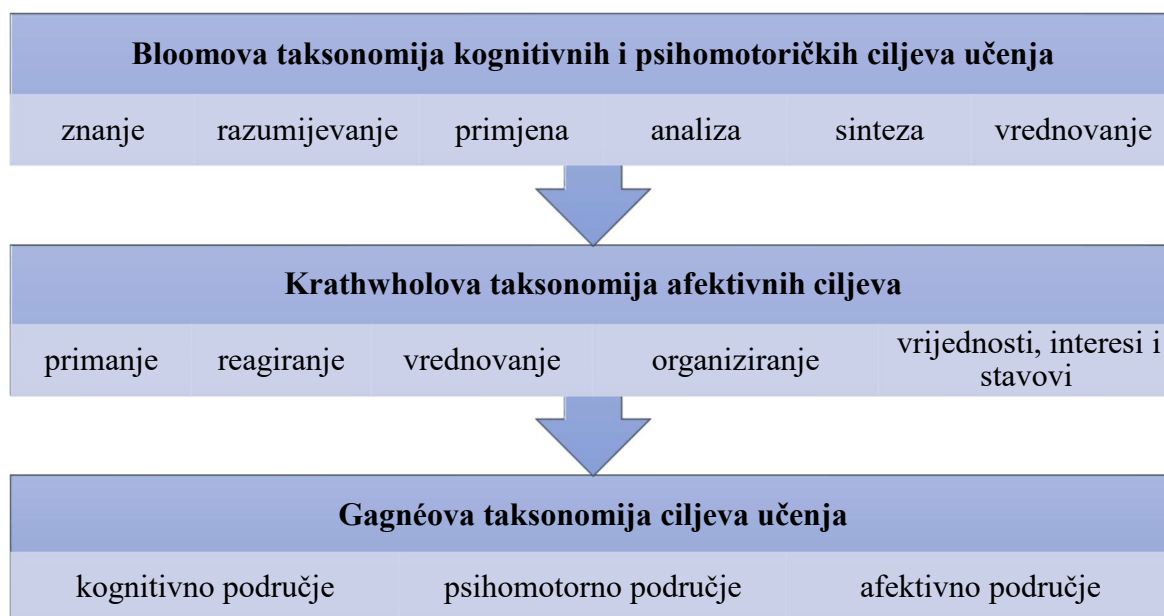 Bloomova taksonomija kognitivnih i psihomotoričkih ciljeva učenja
znanje razumijevanje primjena analiza sinteza vrednovanje
Krathwholova taksonomija afektivnih ciljeva
primanje reagiranje vrednovanje organiziranje vrijednosti, interesi i
stavovi
Gagnéova taksonomija ciljeva učenja
kognitivno područje psihomotorno područje afektivno područje